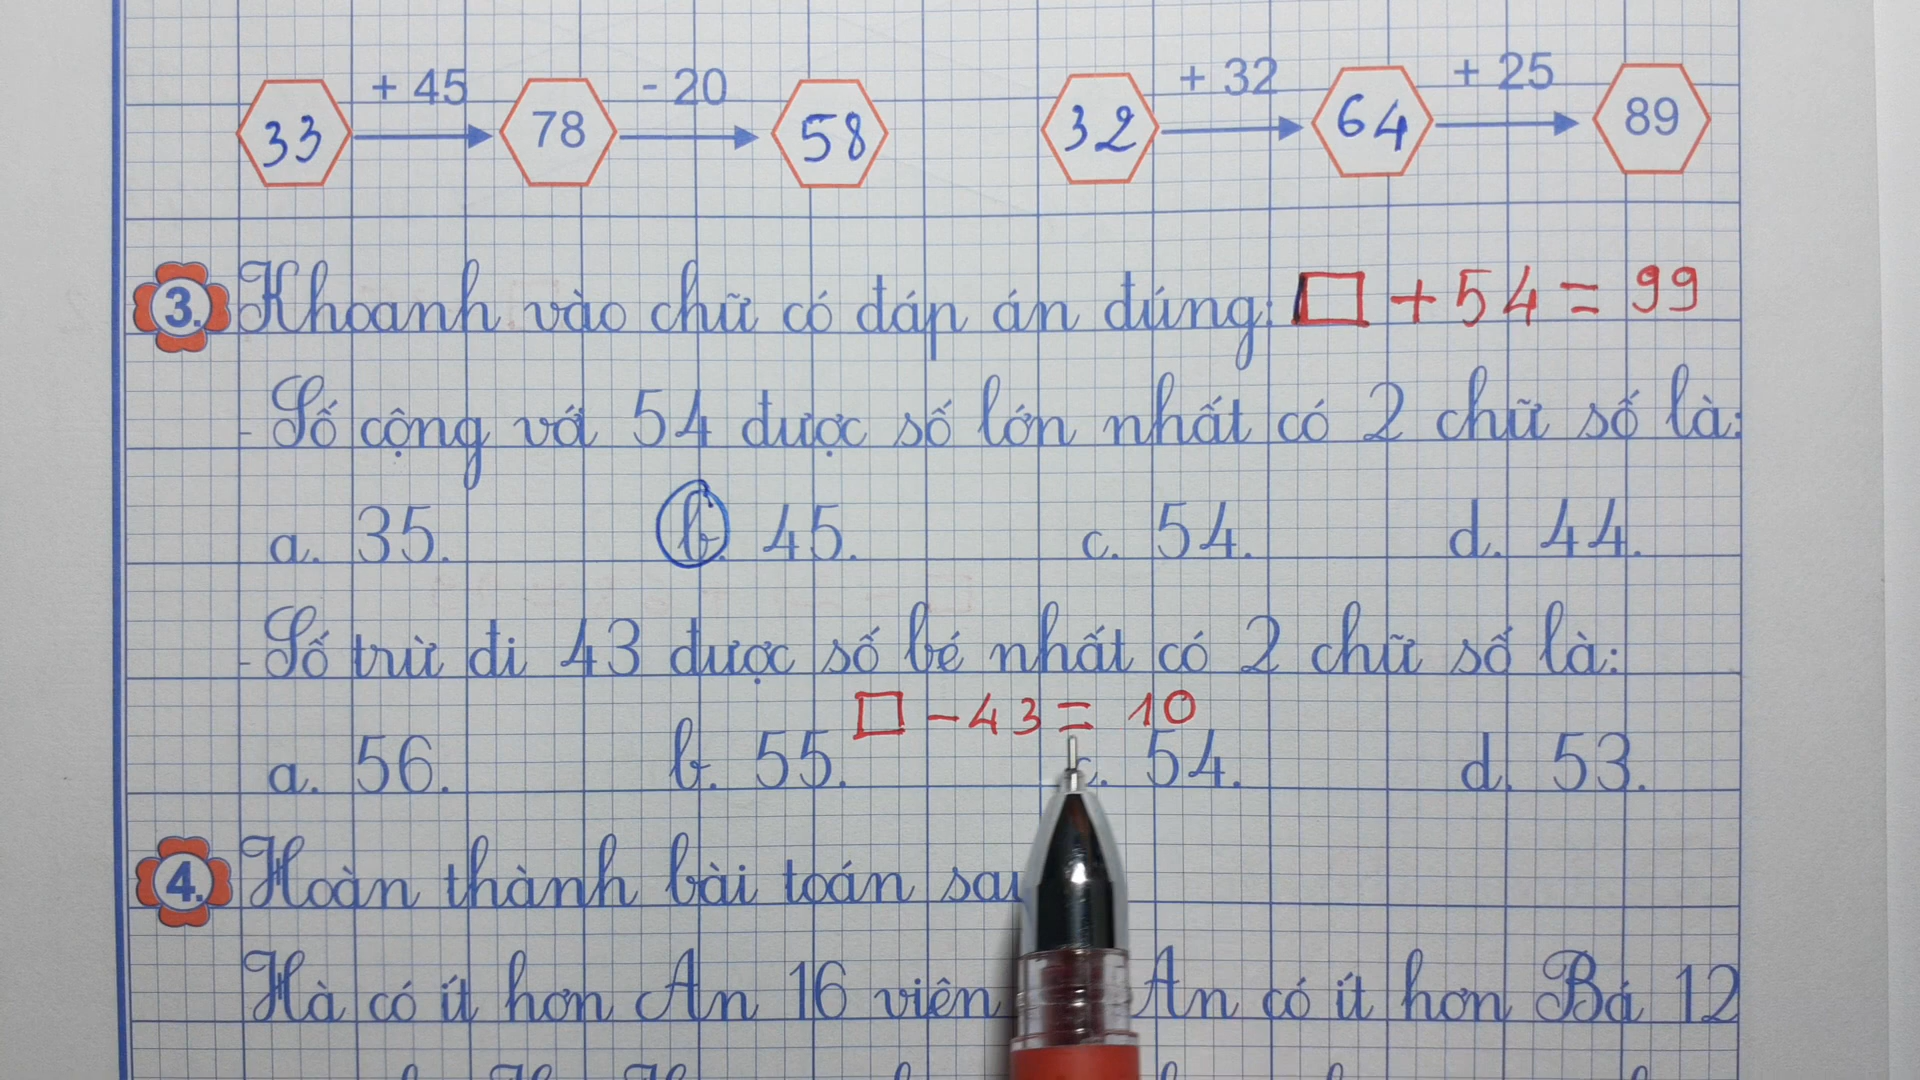 33 + 45 78 - 20 58 32 + 32 64 + 25 89
3. Khoanh vào chữ có đáp án đúng: □ + 54 = 99
- Số cộng với 54 được số lớn nhất có 2 chữ số là:
a. 35. b. 45. c. 54. d. 44.
- Số trừ đi 43 được số bé nhất có 2 chữ số là:
□ - 43 = 10
a. 56. b. 55. c. 54. d. 53.
4. Hoàn thành bài toán
Hà có ít hơn An 16 viên An có ít hơn Bá 12